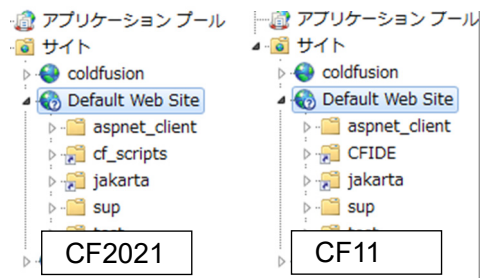 アプリケーション プール
サイト
coldfusion
Default Web Site
aspnet_client
cf_scripts
jakarta
sup
CF2021
アプリケーション プール
サイト
coldfusion
Default Web Site
aspnet_client
CFIDE
jakarta
sup
CF11